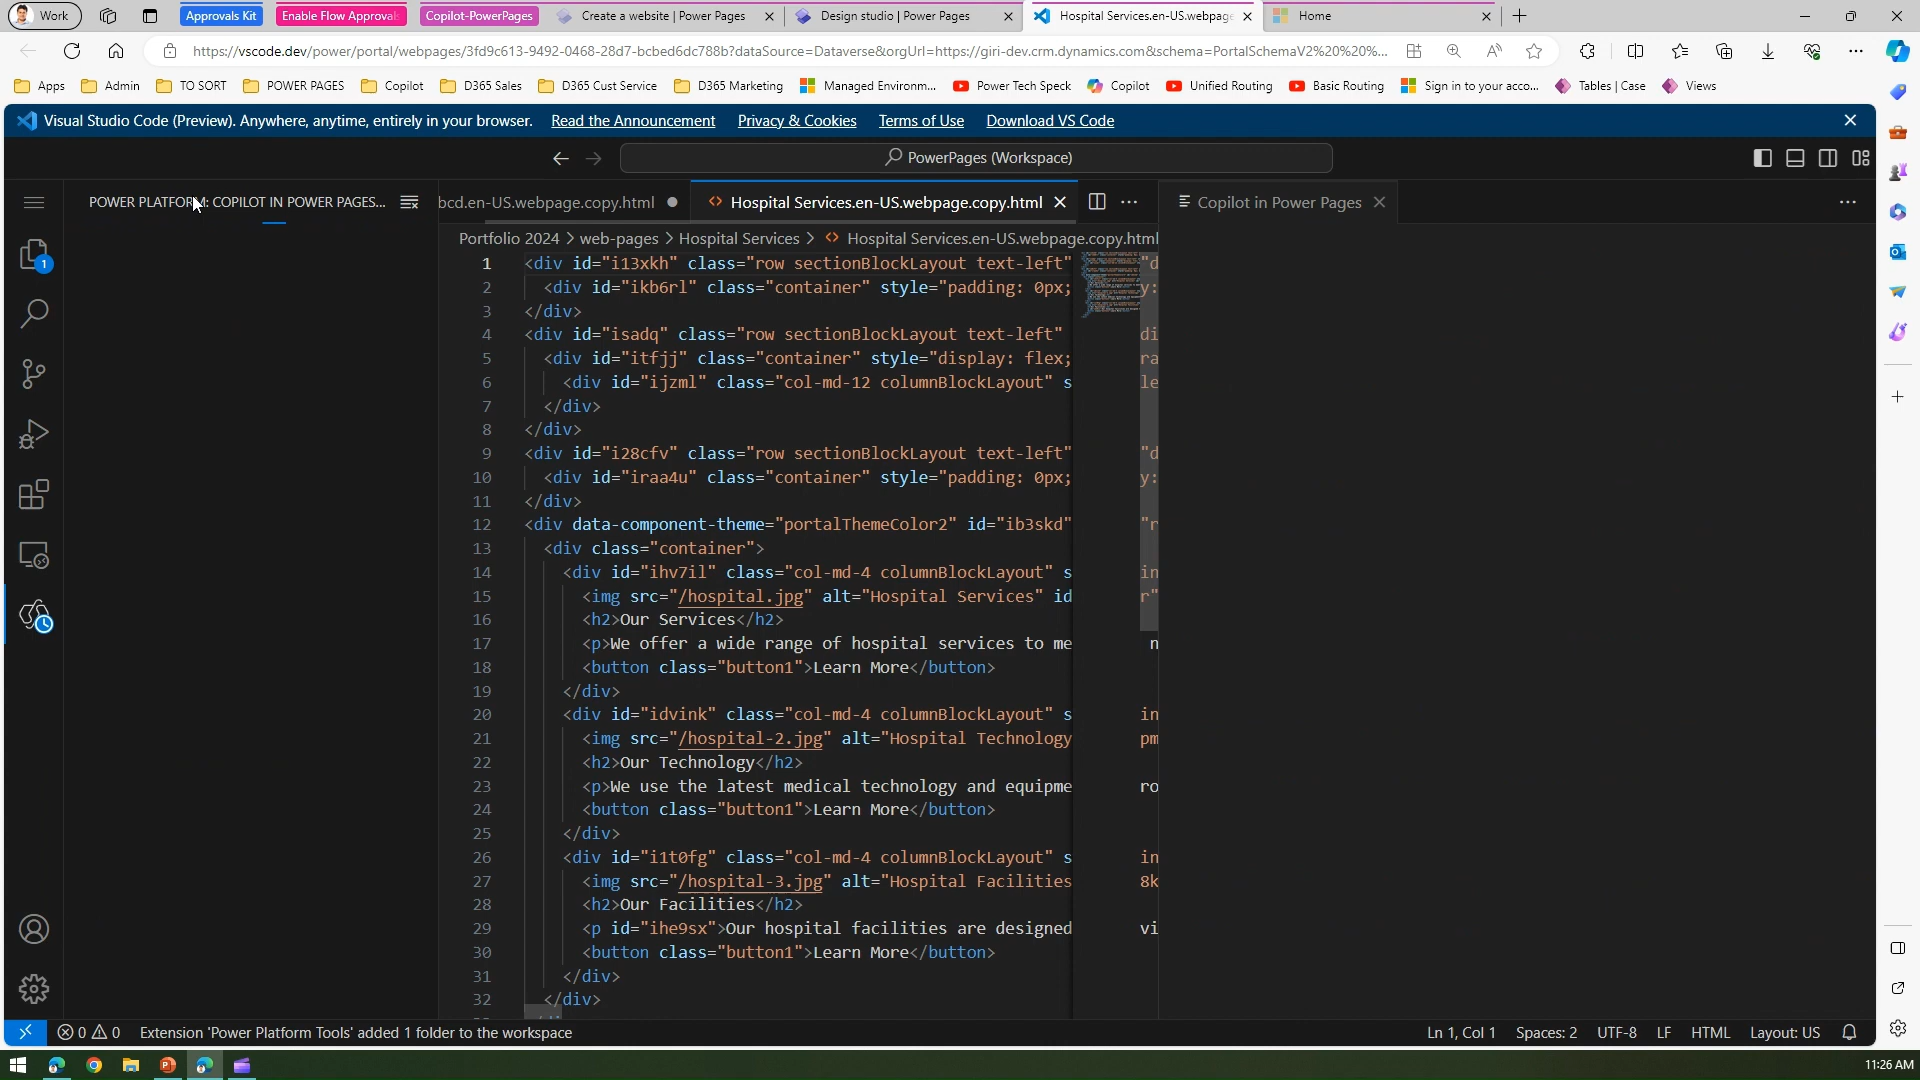 Work
Approvals Kit
Enable Flow Approvals
Copilot-PowerPages
Create a website | Power Pages
Design studio | Power Pages
Hospital Services.en-US.webpage
Home
https://vscode.dev/power/portal/webpages/3fd9c613-9492-0468-28d7-bcbed6dc788b?dataSource=Dataverse&orgUrl=https://giri-dev.crm.dynamics.com&schema=PortalSchemaV2%20%20%...
Apps
Admin
TO SORT
POWER PAGES
Copilot
D365 Sales
D365 Cust Service
D365 Marketing
Managed Environm...
Power Tech Speck
Copilot
Unified Routing
Basic Routing
Sign in to your acco...
Tables | Case
Views
Visual Studio Code (Preview). Anywhere, anytime, entirely in your browser. Read the Announcement Privacy & Cookies Terms of Use Download VS Code
PowerPages (Workspace)
POWER PLATFORM: COPILOT IN POWER PAGES...
bcd.en-US.webpage.copy.html
Hospital Services.en-US.webpage.copy.html
Copilot in Power Pages
Portfolio 2024 > web-pages > Hospital Services > Hospital Services.en-US.webpage.copy.html
1 <div id="i13xkh" class="row sectionBlockLayout text-left" "d
2 <div id="ikb6rl" class="container" style="padding: 0px; y:
3 </div>
4 <div id="isadq" class="row sectionBlockLayout text-left" di
5 <div id="itfjj" class="container" style="display: flex; ra
6 <div id="ijzml" class="col-md-12 columnBlockLayout" s le
7 </div>
8 </div>
9 <div id="i28cfv" class="row sectionBlockLayout text-left" "d
10 <div id="iraa4u" class="container" style="padding: 0px; y:
11 </div>
12 <div data-component-theme="portalThemeColor2" id="ib3skd" "r
13 <div class="container">
14 <div id="ihv7il" class="col-md-4 columnBlockLayout" s in
15 <img src="/hospital.jpg" alt="Hospital Services" id r"
16 <h2>Our Services</h2>
17 <p>We offer a wide range of hospital services to me n
18 <button class="button1">Learn More</button>
19 </div>
20 <div id="idvink" class="col-md-4 columnBlockLayout" s in
21 <img src="/hospital-2.jpg" alt="Hospital Technology pm
22 <h2>Our Technology</h2>
23 <p>We use the latest medical technology and equipme ro
24 <button class="button1">Learn More</button>
25 </div>
26 <div id="i1t0fg" class="col-md-4 columnBlockLayout" s in
27 <img src="/hospital-3.jpg" alt="Hospital Facilities 8k
28 <h2>Our Facilities</h2>
29 <p id="ihe9sx">Our hospital facilities are designed vi
30 <button class="button1">Learn More</button>
31 </div>
32 </div>
1
0 0 Extension 'Power Platform Tools' added 1 folder to the workspace
Ln 1, Col 1 Spaces: 2 UTF-8 LF HTML Layout: US
11:26 AM